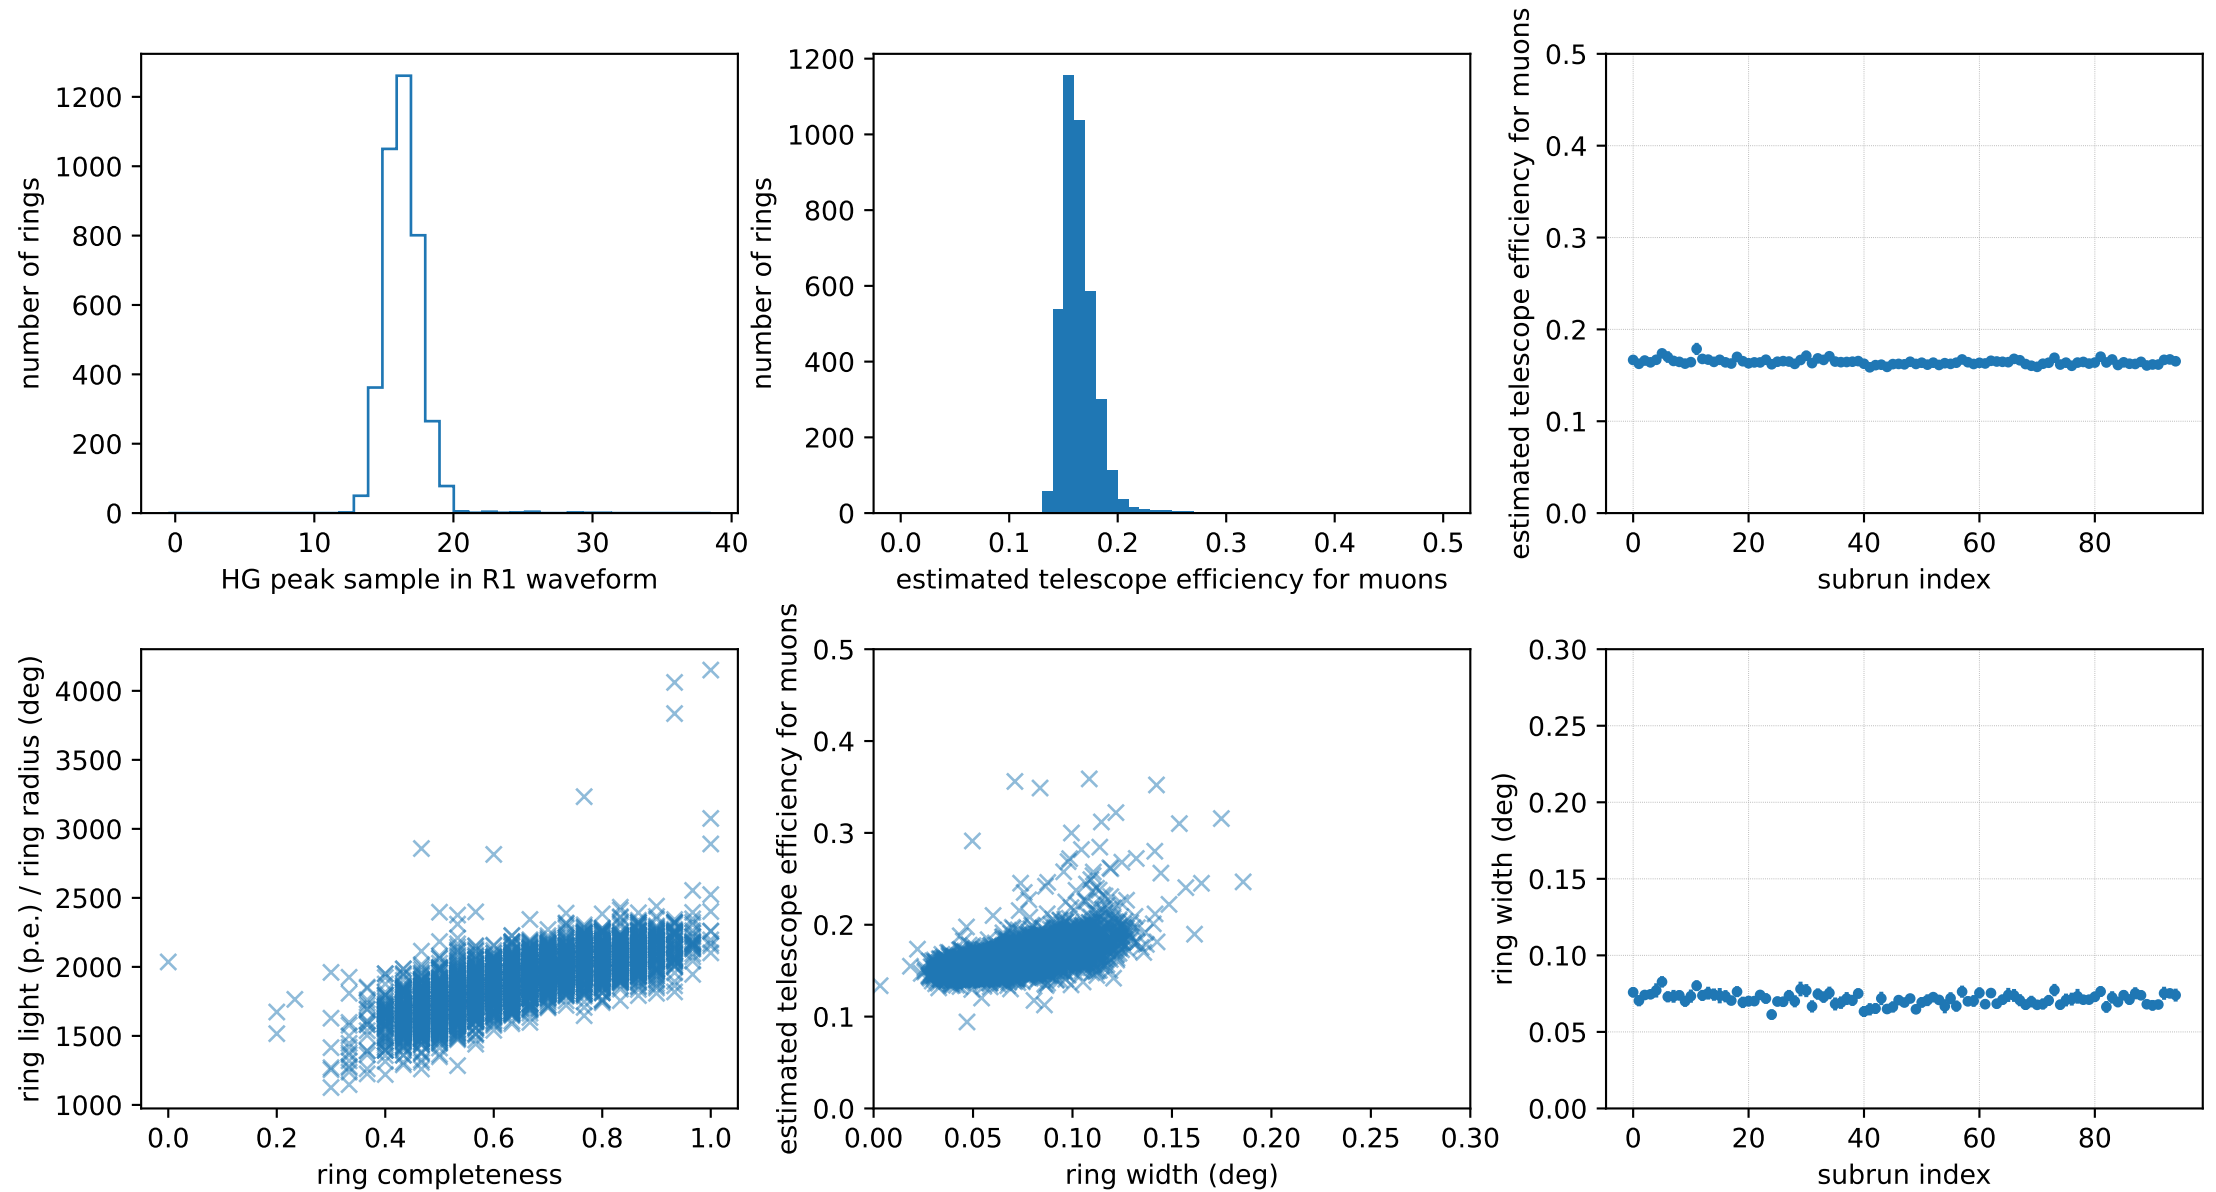 number of rings
1200
1000
800
600
400
200
0
0 10 20 30 40
HG peak sample in R1 waveform
number of rings
1200
1000
800
600
400
200
0
0.0 0.1 0.2 0.3 0.4 0.5
estimated telescope efficiency for muons
estimated telescope efficiency for muons
0.5
0.4
0.3
0.2
0.1
0.0
0 20 40 60 80
subrun index
ring light (p.e.) / ring radius (deg)
4000
3500
3000
2500
2000
1500
1000
0.0 0.2 0.4 0.6 0.8 1.0
ring completeness
estimated telescope efficiency for muons
0.5
0.4
0.3
0.2
0.1
0.0
0.00 0.05 0.10 0.15 0.20 0.25 0.30
ring width (deg)
ring width (deg)
0.30
0.25
0.20
0.15
0.10
0.05
0.00
0 20 40 60 80
subrun index